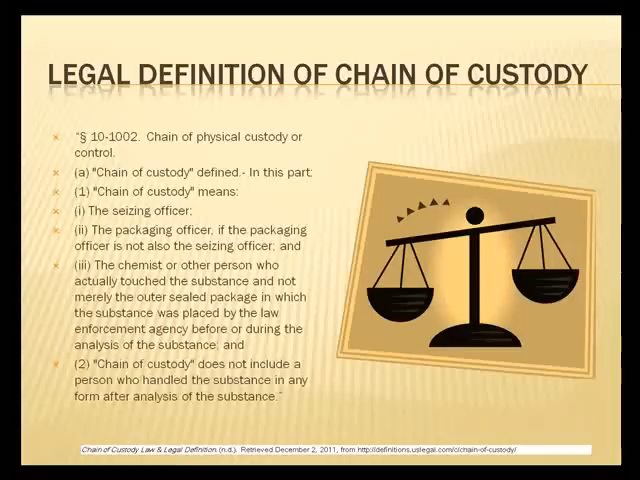 LEGAL DEFINITION OF CHAIN OF CUSTODY
"§ 10-1002. Chain of physical custody or
control.
(a) "Chain of custody" defined.- In this part:
(1) "Chain of custody" means:
(i) The seizing officer;
(ii) The packaging officer, if the packaging
officer is not also the seizing officer; and
(iii) The chemist or other person who
actually touched the substance and not
merely the outer sealed package in which
the substance was placed by the law
enforcement agency before or during the
analysis of the substance; and
(2) "Chain of custody" does not include a
person who handled the substance in any
form after analysis of the substance."
Chain of Custody Law & Legal Definition. (n.d.). Retrieved December 2, 2011, from http://definitions.uslegal.com/c/chain-of-custody/